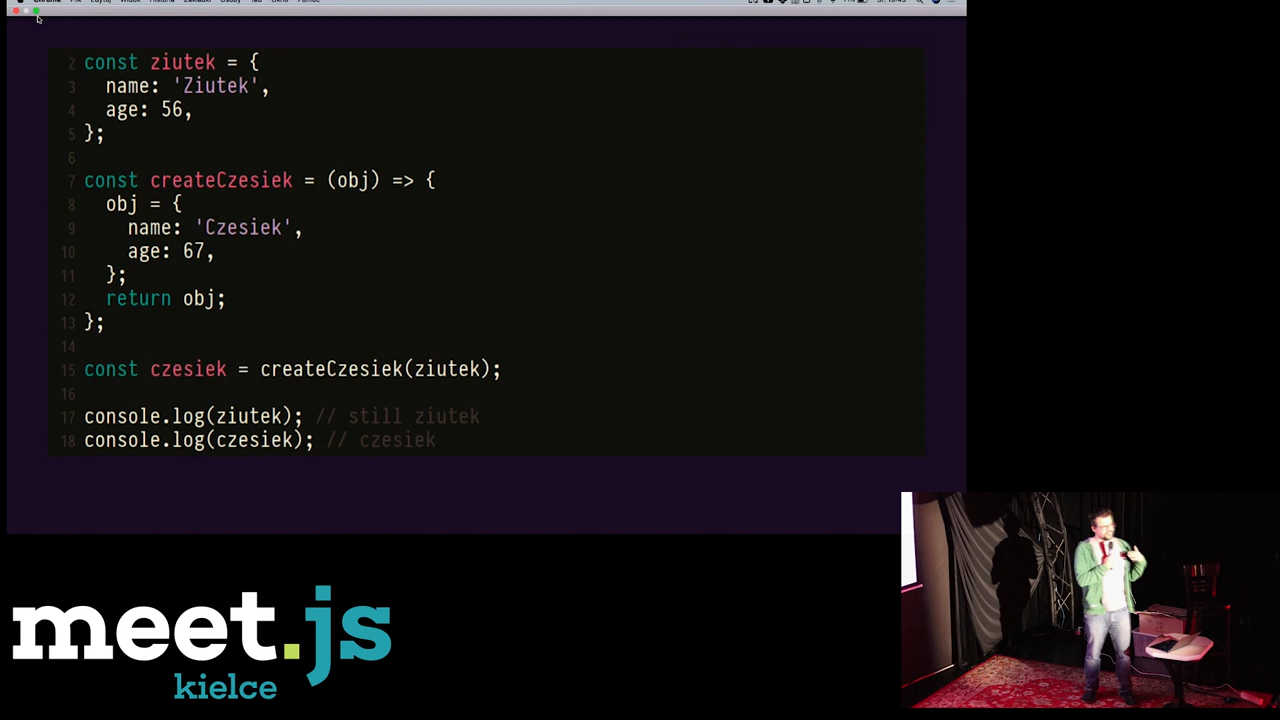 2 const ziutek = {
3 name: 'Ziutek',
4 age: 56,
5 };
6
7 const createCzesiek = (obj) => {
8 obj = {
9 name: 'Czesiek',
10 age: 67,
11 };
12 return obj;
13 };
14
15 const czesiek = createCzesiek(ziutek);
16
17 console.log(ziutek); // still ziutek
18 console.log(czesiek); // czesiek
meet.js
kielce